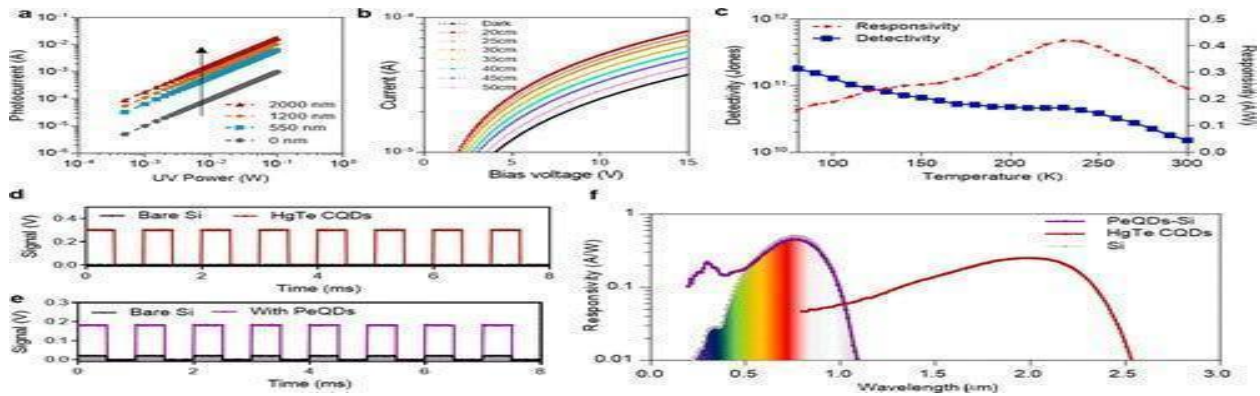 a
10⁻¹
10⁻²
10⁻³
10⁻⁴
10⁻⁵
10⁻⁶
Photocurrent (A)
2000 nm
1200 nm
550 nm
0 nm
10⁻⁴ 10⁻³ 10⁻² 10⁻¹ 10⁰
UV Power (W)
b
Current (A)
10⁻⁵
Dark
20cm
25cm
30cm
35cm
40cm
45cm
50cm
0 5 10 15
Bias voltage (V)
c
10¹²
10¹¹
10¹⁰
Detectivity (Jones)
Responsivity
Detectivity
0.5
0.4
0.3
0.2
0.1
0.0
Responsivity (A/W)
100 150 200 250 300
Temperature (K)
d
Bare Si HgTe CQDs
Signal (V)
0.4
0.2
0.0
0 2 4 6 8
Time (ms)
e
Bare Si With PeQDs
Signal (V)
0.3
0.2
0.1
0.0
0 2 4 6 8
Time (ms)
f
1
0.1
0.01
Responsivity (A/W)
PeQDs-Si
HgTe CQDs
Si
0.0 0.5 1.0 1.5 2.0 2.5 3.0
Wavelength (μm)